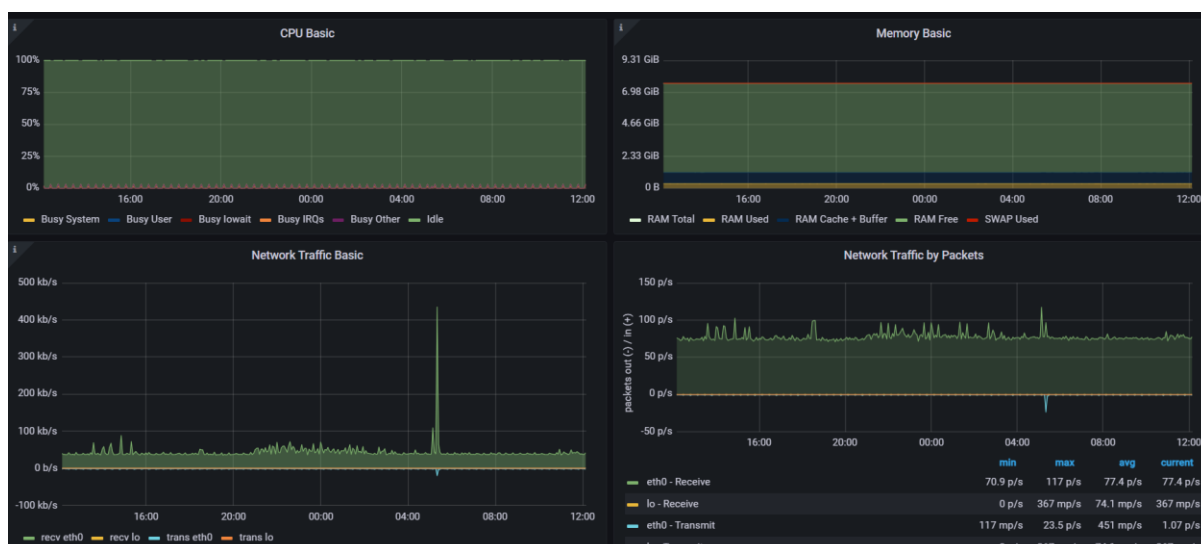 i
CPU Basic
100%
75%
50%
25%
0%
16:00 20:00 00:00 04:00 08:00 12:00
Busy System Busy User Busy Iowait Busy IRQs Busy Other Idle
i
Memory Basic
9.31 GiB
6.98 GiB
4.66 GiB
2.33 GiB
0 B
16:00 20:00 00:00 04:00 08:00 12:00
RAM Total RAM Used RAM Cache + Buffer RAM Free SWAP Used
i
Network Traffic Basic
500 kb/s
400 kb/s
300 kb/s
200 kb/s
100 kb/s
0 b/s
-100 kb/s
16:00 20:00 00:00 04:00 08:00 12:00
recv eth0 recv lo trans eth0 trans lo
Network Traffic by Packets
packets out (-) / in (+)
150 p/s
100 p/s
50 p/s
0 p/s
-50 p/s
16:00 20:00 00:00 04:00 08:00 12:00
min max avg current
eth0 - Receive 70.9 p/s 117 p/s 77.4 p/s 77.4 p/s
lo - Receive 0 p/s 367 mp/s 74.1 mp/s 367 mp/s
eth0 - Transmit 117 mp/s 23.5 p/s 451 mp/s 1.07 p/s